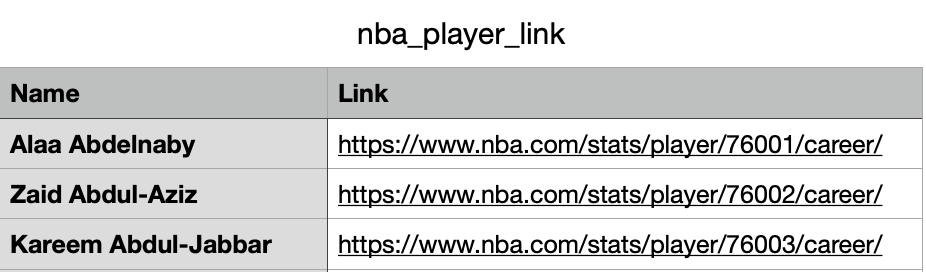 nba_player_link
Name Link
Alaa Abdelnaby https://www.nba.com/stats/player/76001/career/
Zaid Abdul-Aziz https://www.nba.com/stats/player/76002/career/
Kareem Abdul-Jabbar https://www.nba.com/stats/player/76003/career/